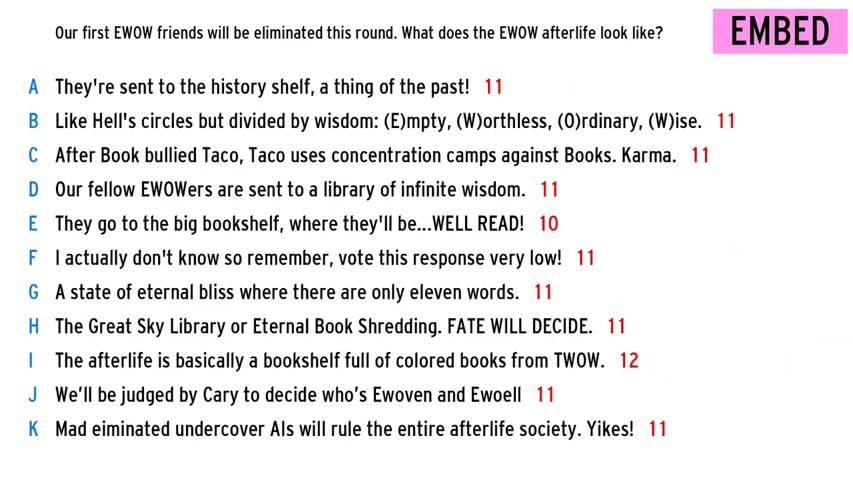 Our first EWOW friends will be eliminated this round. What does the EWOW afterlife look like?
EMBED
A They're sent to the history shelf, a thing of the past! 11
B Like Hell's circles but divided by wisdom: (E)mpty, (W)orthless, (O)rdinary, (W)ise. 11
C After Book bullied Taco, Taco uses concentration camps against Books. Karma. 11
D Our fellow EWOWers are sent to a library of infinite wisdom. 11
E They go to the big bookshelf, where they'll be...WELL READ! 10
F I actually don't know so remember, vote this response very low! 11
G A state of eternal bliss where there are only eleven words. 11
H The Great Sky Library or Eternal Book Shredding. FATE WILL DECIDE. 11
I The afterlife is basically a bookshelf full of colored books from TWOW. 12
J We’ll be judged by Cary to decide who’s Ewoven and Ewoell 11
K Mad eiminated undercover AIs will rule the entire afterlife society. Yikes! 11